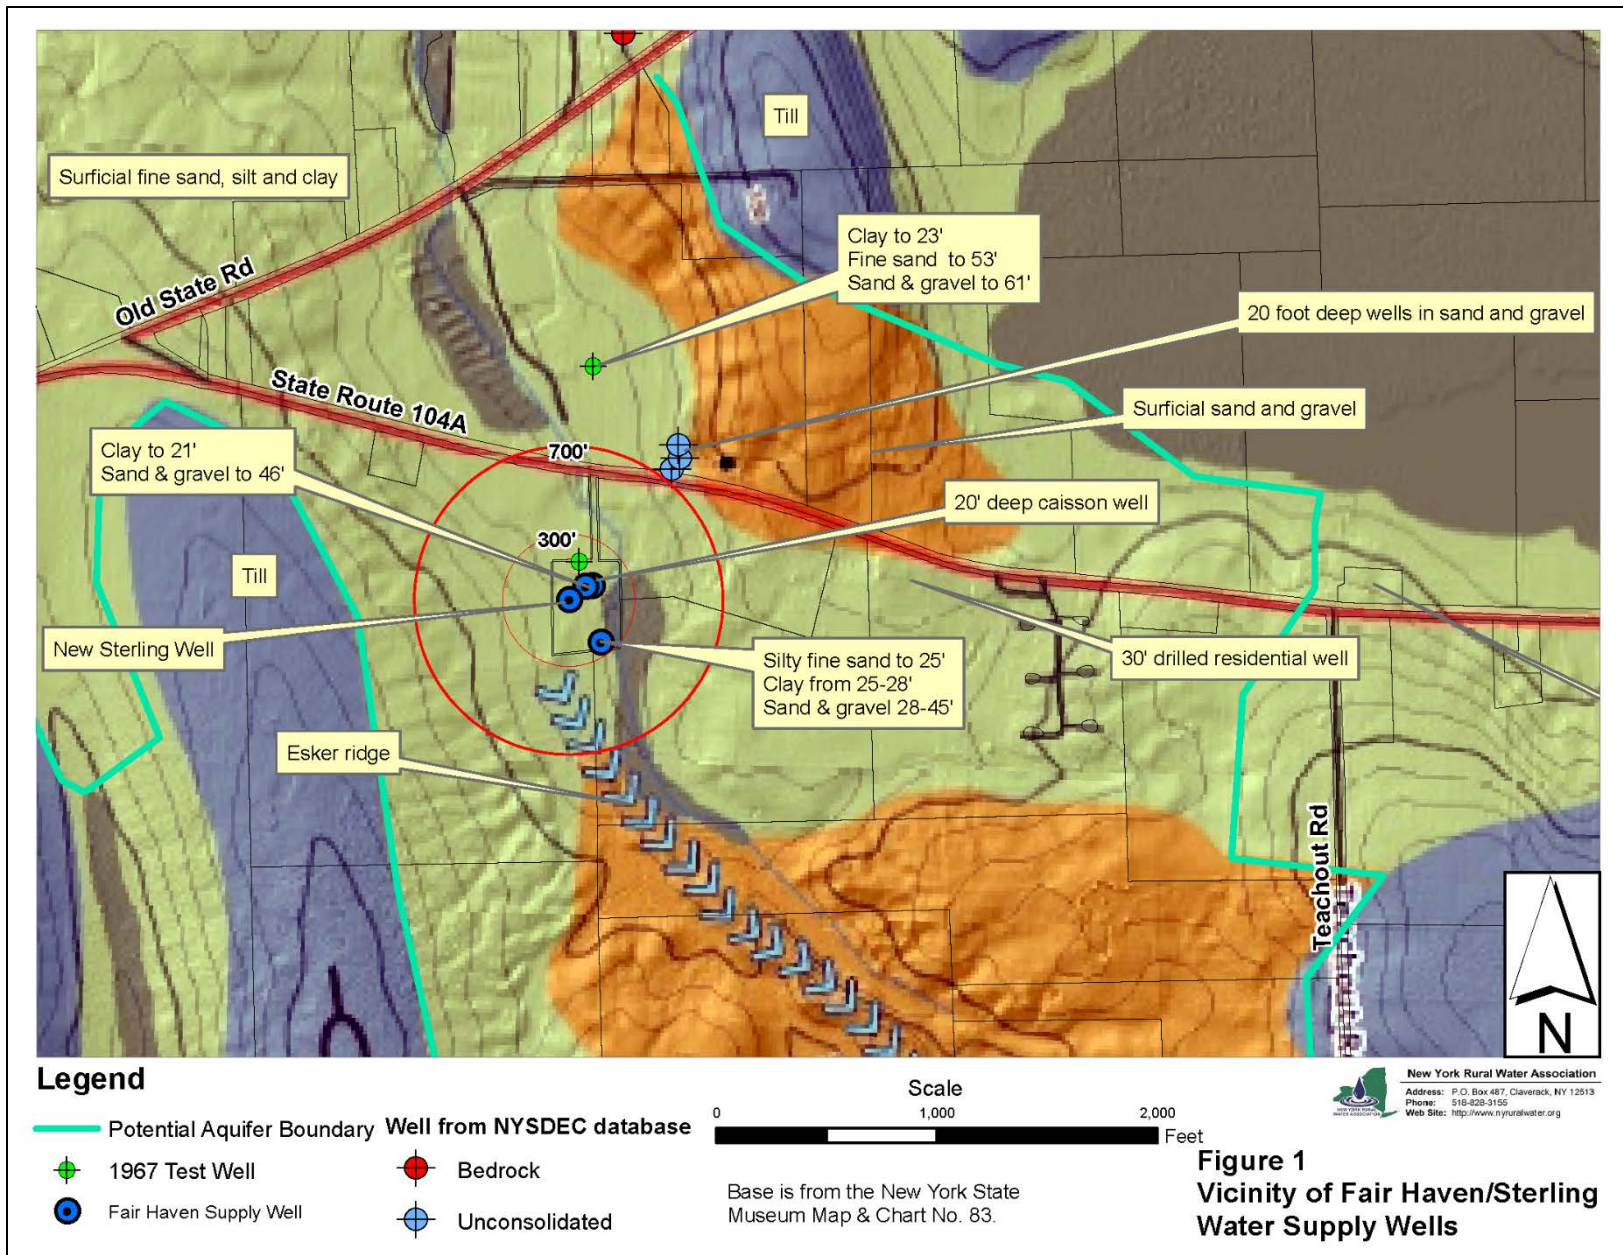 Till
Surficial fine sand, silt and clay
Clay to 23'
Fine sand to 53'
Sand & gravel to 61'
Old State Rd
20 foot deep wells in sand and gravel
State Route 104A
Surficial sand and gravel
Clay to 21'
Sand & gravel to 46'
700'
20' deep caisson well
300'
Till
New Sterling Well
Silty fine sand to 25'
Clay from 25-28'
Sand & gravel 28-45'
30' drilled residential well
Esker ridge
Teachout Rd
N
Legend
Potential Aquifer Boundary
1967 Test Well
Fair Haven Supply Well
Well from NYSDEC database
Bedrock
Unconsolidated
Scale
0 1,000 2,000
Feet
Base is from the New York State
Museum Map & Chart No. 83.
NEW YORK RURAL
WATER ASSOCIATION
New York Rural Water Association
Address: P.O. Box 487, Claverack, NY 12513
Phone: 518-828-3155
Web Site: http://www.nyruralwater.org
Figure 1
Vicinity of Fair Haven/Sterling
Water Supply Wells